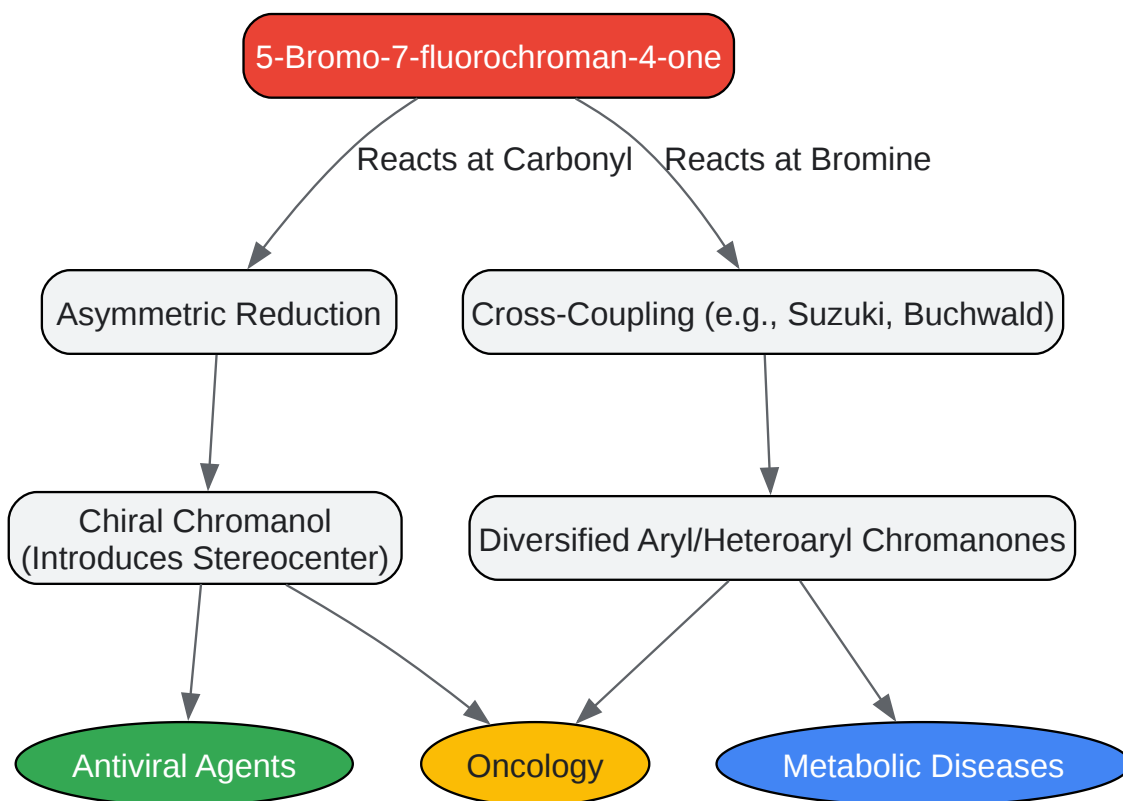 5-Bromo-7-fluorochroman-4-one
Reacts at Carbonyl
Reacts at Bromine
Asymmetric Reduction
Cross-Coupling (e.g., Suzuki, Buchwald)
Chiral Chromanol
(Introduces Stereocenter)
Diversified Aryl/Heteroaryl Chromanones
Antiviral Agents
Oncology
Metabolic Diseases